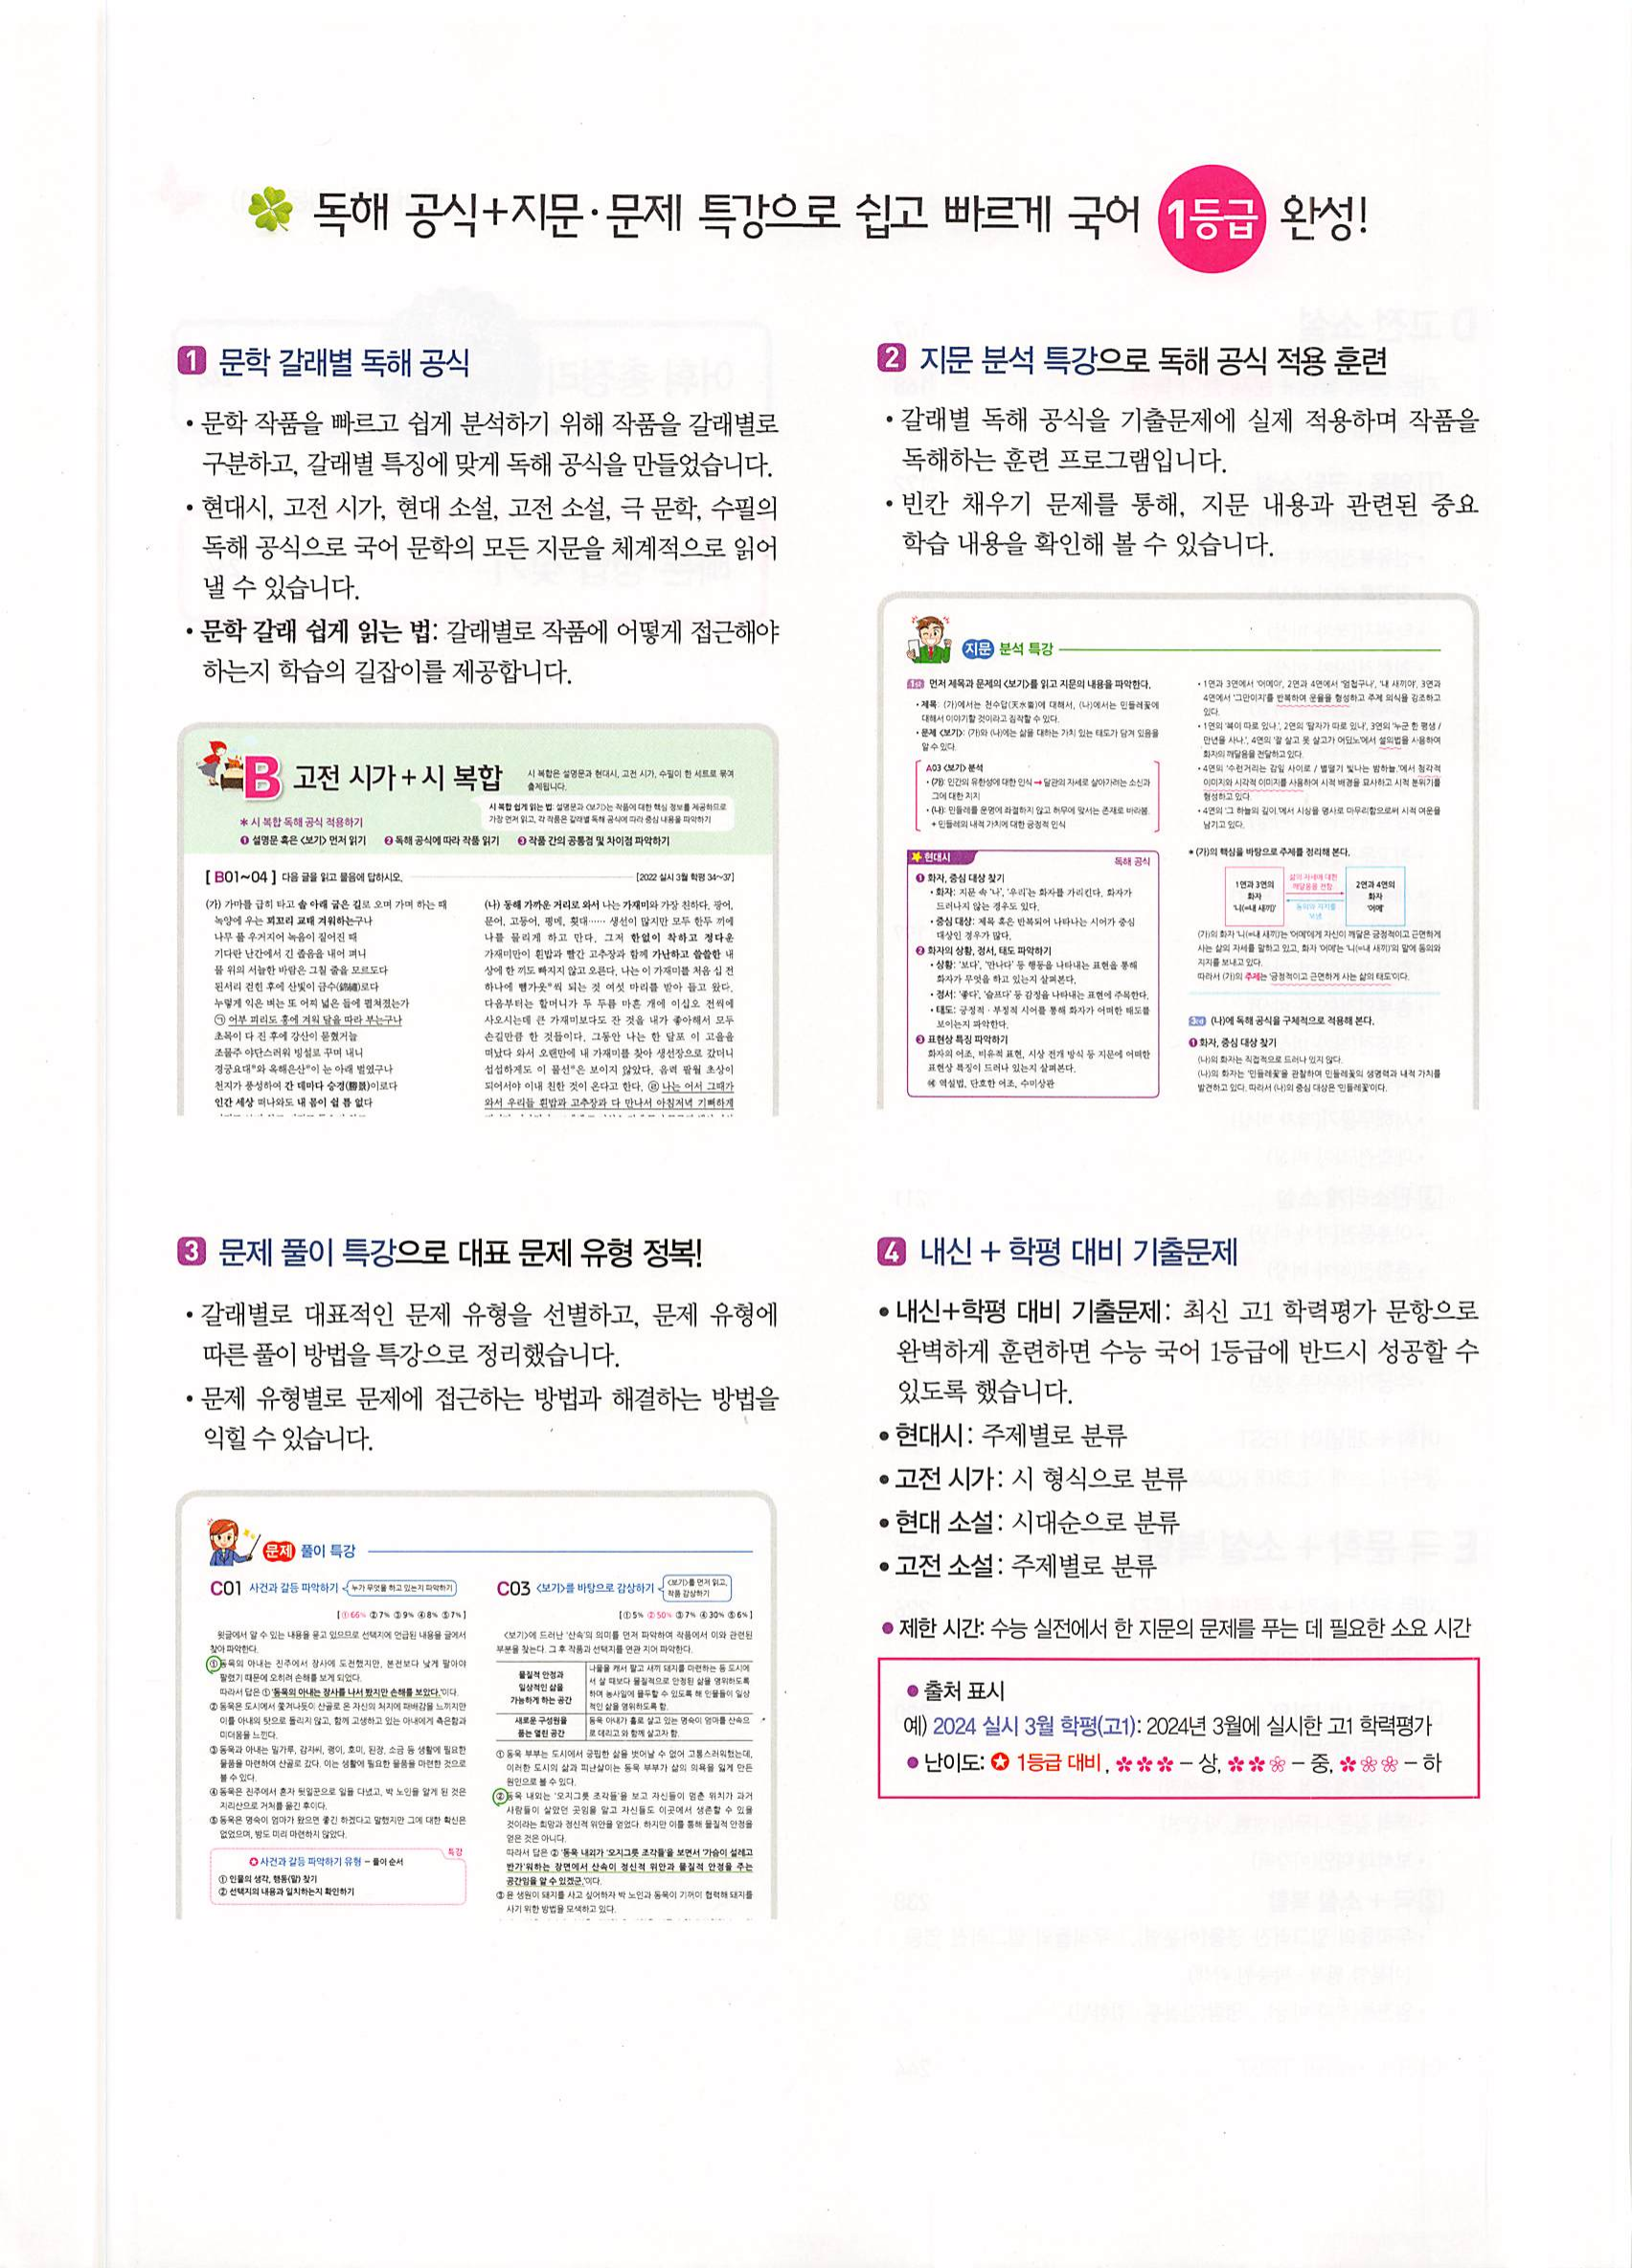 독해 공식+지문·문제 특강으로 쉽고 빠르게 국어 1등급 완성!
1 문학 갈래별 독해 공식
• 문학 작품을 빠르고 쉽게 분석하기 위해 작품을 갈래별로
구분하고, 갈래별 특징에 맞게 독해 공식을 만들었습니다.
• 현대시, 고전 시가, 현대 소설, 고전 소설, 극 문학, 수필의
독해 공식으로 국어 문학의 모든 지문을 체계적으로 읽어
낼 수 있습니다.
• 문학 갈래 쉽게 읽는 법: 갈래별로 작품에 어떻게 접근해야
하는지 학습의 길잡이를 제공합니다.
B 고전 시가+시 복합
시 복합은 설명문과 현대시, 고전 시가, 수필이 한 세트로 묶여
출제됩니다.
시 복합 쉽게 읽는 법: 설명문과 <보기>는 작품에 대한 핵심 정보를 제공하므로
가장 먼저 읽고, 각 작품은 갈래별 독해 공식에 따라 중심 내용을 파악하기
* 시 복합 독해 공식 적용하기
❶ 설명문 혹은 <보기> 먼저 읽기 ❷ 독해 공식에 따라 작품 읽기 ❸ 작품 간의 공통점 및 차이점 파악하기
[ B01~04 ] 다음 글을 읽고 물음에 답하시오. [2022 실시 3월 학평 34~37]
(가) 가마를 급히 타고 솔 아래 굽은 길로 오며 가며 하는 때
녹양에 우는 꾀꼬리 교태 겨워하는구나
나무 풀 우거지어 녹음이 짙어진 때
기다란 난간에서 긴 졸음을 내어 펴니
물 위의 서늘한 바람은 그칠 줄을 모르도다
된서리 걷힌 후에 산빛이 금수(錦繡)로다
누렇게 익은 벼는 또 어찌 넓은 들에 펼쳐졌는가
㉠ 어부 피리도 흥에 겨워 달을 따라 부는구나
초목이 다 진 후에 강산이 묻혔거늘
조물주 야단스러워 빙설로 꾸며 내니
경궁요대*와 옥해은산*이 눈 아래 벌였구나
천지가 풍성하여 간 데마다 승경(勝景)이로다
인간 세상 떠나와도 내 몸이 쉴 틈 없다
(나) 동해 가까운 거리로 와서 나는 가재미와 가장 친하다. 광어,
문어, 고등어, 평메, 횟대…… 생선이 많지만 모두 한두 끼에
나를 물리게 하고 만다. 그저 한없이 착하고 정다운
가재미만이 흰밥과 빨간 고추장과 함께 가난하고 쓸쓸한 내
상에 한 끼도 빠지지 않고 오른다. 나는 이 가재미를 처음 십 전
하나에 뼘가웃*씩 되는 것 여섯 마리를 받아 들고 왔다.
다음부터는 할머니가 두 두름 마흔 개에 이십오 전씩에
사오시는데 큰 가재미보다도 잔 것을 내가 좋아해서 모두
손길만큼 한 것들이다. 그동안 나는 한 달포 이 고을을
떠났다 와서 오랜만에 내 가재미를 찾아 생선장으로 갔더니
섭섭하게도 이 물선*은 보이지 않았다. 음력 팔월 초상이
되어서야 이내 친한 것이 온다고 한다. ㉣ 나는 어서 그때가
와서 우리들 흰밥과 고추장과 다 만나서 아침저녁 기뻐하게
2 지문 분석 특강으로 독해 공식 적용 훈련
• 갈래별 독해 공식을 기출문제에 실제 적용하며 작품을
독해하는 훈련 프로그램입니다.
• 빈칸 채우기 문제를 통해, 지문 내용과 관련된 중요
학습 내용을 확인해 볼 수 있습니다.
지문 분석 특강
먼저 제목과 문제의 <보기>를 읽고 지문의 내용을 파악한다.
• 제목: (가)에서는 천수답(天水畓)에 대해서, (나)에서는 민들레꽃에
대해서 이야기할 것이라고 짐작할 수 있다.
• 문제 <보기>: (가)와 (나)에는 삶을 대하는 가치 있는 태도가 담겨 있음을
알 수 있다.
A03 <보기> 분석
• (가): 인간의 유한성에 대한 인식 → 달관의 자세로 살아가려는 소신과
그에 대한 지지
• (나): 민들레를 운명에 좌절하지 않고 허무에 맞서는 존재로 바라봄.
+ 민들레의 내적 가치에 대한 긍정적 인식
현대시 독해 공식
❶ 화자, 중심 대상 찾기
• 화자: 지문 속 '나', '우리'는 화자를 가리킨다. 화자가
드러나지 않는 경우도 있다.
• 중심 대상: 제목 혹은 반복되어 나타나는 시어가 중심
대상인 경우가 많다.
❷ 화자의 상황, 정서, 태도 파악하기
• 상황: '보다', '만나다' 등 행동을 나타내는 표현을 통해
화자가 무엇을 하고 있는지 살펴본다.
• 정서: '좋다', '슬프다' 등 감정을 나타내는 표현에 주목한다.
• 태도: 긍정적·부정적 시어를 통해 화자가 어떠한 태도를
보이는지 파악한다.
❸ 표현상 특징 파악하기
화자의 어조, 비유적 표현, 시상 전개 방식 등 지문에 어떠한
표현상 특징이 드러나 있는지 살펴본다.
예 역설법, 단호한 어조, 수미상관
• 1연과 3연에서 '어메야', 2연과 4연에서 '엄첩구나', '내 새끼야', 3연과
4연에서 '그만이지'를 반복하여 운율을 형성하고 주제 의식을 강조하고
있다.
• 1연의 '복이 따로 있나', 2연의 '팔자가 따로 있나', 3연의 '누군 한 평생 /
만년을 사나', 4연의 '잘 살고 못 살고가 어딨노'에서 설의법을 사용하여
화자의 깨달음을 전달하고 있다.
• 4연의 '수런거리는 감잎 사이로 / 별떨기 빛나는 밤하늘.'에서 청각적
이미지와 시각적 이미지를 사용하여 시적 배경을 묘사하고 시적 분위기를
형성하고 있다.
• 4연의 '그 하늘의 깊이.'에서 시상을 명사로 마무리함으로써 시적 여운을
남기고 있다.
* (가)의 핵심을 바탕으로 주제를 정리해 본다.
1연과 3연의
화자
'나(=내 새끼)'
삶의 자세에 대한
깨달음을 전함.
동의와 지지를
보냄
2연과 4연의
화자
'어메'
(가)의 화자 '나(=내 새끼)'는 '어메'에게 자신이 깨달은 긍정적이고 근면하게
사는 삶의 자세를 말하고 있고, 화자 '어메'는 '나(=내 새끼)'의 말에 동의와
지지를 보내고 있다.
따라서 (가)의 주제는 '긍정적이고 근면하게 사는 삶의 태도'이다.
(나)에 독해 공식을 구체적으로 적용해 본다.
❶ 화자, 중심 대상 찾기
(나)의 화자는 직접적으로 드러나 있지 않다.
(나)의 화자는 '민들레꽃'을 관찰하며 민들레꽃의 생명력과 내적 가치를
발견하고 있다. 따라서 (나)의 중심 대상은 '민들레꽃'이다.
3 문제 풀이 특강으로 대표 문제 유형 정복!
• 갈래별로 대표적인 문제 유형을 선별하고, 문제 유형에
따른 풀이 방법을 특강으로 정리했습니다.
• 문제 유형별로 문제에 접근하는 방법과 해결하는 방법을
익힐 수 있습니다.
문제 풀이 특강
C01 사건과 갈등 파악하기 누가 무엇을 하고 있는지 파악하기
[①66% ②7% ③9% ④8% ⑤7%]
윗글에서 알 수 있는 내용을 묻고 있으므로 선택지에 언급된 내용을 글에서
찾아 파악한다.
① 동욱의 아내는 진주에서 장사에 도전했지만, 본전보다 낮게 팔아야
팔렸기 때문에 오히려 손해를 보게 되었다.
따라서 답은 ① '동욱의 아내는 장사를 나서 봤지만 손해를 보았다.'이다.
② 동욱은 도시에서 쫓겨나듯이 산골로 온 자신의 처지에 패배감을 느끼지만
이를 아내의 탓으로 돌리지 않고, 함께 고생하고 있는 아내에게 측은함과
미더움을 느낀다.
③ 동욱과 아내는 밀가루, 감자씨, 괭이, 호미, 된장, 소금 등 생활에 필요한
물품을 마련하여 산골로 갔다. 이는 생활에 필요한 물품을 마련한 것으로
볼 수 있다.
④ 동욱은 진주에서 혼자 뒷일꾼으로 일을 다녔고, 박 노인을 알게 된 것은
지리산으로 거처를 옮긴 후이다.
⑤ 동욱은 명숙이 엄마가 왔으면 좋긴 하겠다고 말했지만 그에 대한 확신은
없었으며, 방도 미리 마련하지 않았다.
특강
✪ 사건과 갈등 파악하기 유형 – 풀이 순서
① 인물의 생각, 행동(말) 찾기
② 선택지의 내용과 일치하는지 확인하기
C03 <보기>를 바탕으로 감상하기 <보기>를 먼저 읽고,
작품 감상하기
[①5% ②50% ③7% ④30% ⑤6%]
<보기>에 드러난 '산속'의 의미를 먼저 파악하여 작품에서 이와 관련된
부분을 찾는다. 그 후 작품과 선택지를 연관 지어 파악한다.
물질적 안정과
일상적인 삶을
가능하게 하는 공간
나물을 캐서 팔고 새끼 돼지를 마련하는 등 도시에
서 살 때보다 물질적으로 안정된 삶을 영위하도록
하며 농사일에 몰두할 수 있도록 해 인물들이 일상
적인 삶을 영위하도록 함.
새로운 구성원을
품는 열린 공간
동욱 아내가 홀로 살고 있는 명숙이 엄마를 산속으
로 데리고 와 함께 살고자 함.
① 동욱 부부는 도시에서 궁핍한 삶을 벗어날 수 없어 고통스러워했는데,
이러한 도시의 삶과 피난살이는 동욱 부부가 삶의 의욕을 잃게 만든
원인으로 볼 수 있다.
② 동욱 내외는 '오지그릇 조각들'을 보고 자신들이 멈춘 위치가 과거
사람들이 살았던 곳임을 알고 자신들도 이곳에서 생존할 수 있을
것이라는 희망과 정신적 위안을 얻었다. 하지만 이를 통해 물질적 안정을
얻은 것은 아니다.
따라서 답은 ② '동욱 내외가 '오지그릇 조각들'을 보면서 '가슴이 설레고
반가'워하는 장면에서 산속이 정신적 위안과 물질적 안정을 주는
공간임을 알 수 있겠군.'이다.
③ 윤 생원이 돼지를 사고 싶어하자 박 노인과 동욱이 기꺼이 협력해 돼지를
사기 위한 방법을 모색하고 있다.
4 내신 + 학평 대비 기출문제
• 내신+학평 대비 기출문제: 최신 고1 학력평가 문항으로
완벽하게 훈련하면 수능 국어 1등급에 반드시 성공할 수
있도록 했습니다.
• 현대시: 주제별로 분류
• 고전 시가: 시 형식으로 분류
• 현대 소설: 시대순으로 분류
• 고전 소설: 주제별로 분류
• 제한 시간: 수능 실전에서 한 지문의 문제를 푸는 데 필요한 소요 시간
• 출처 표시
예) 2024 실시 3월 학평(고1): 2024년 3월에 실시한 고1 학력평가
• 난이도: ✪ 1등급 대비, ✿✿✿ – 상, ✿✿❀ – 중, ✿❀❀ – 하